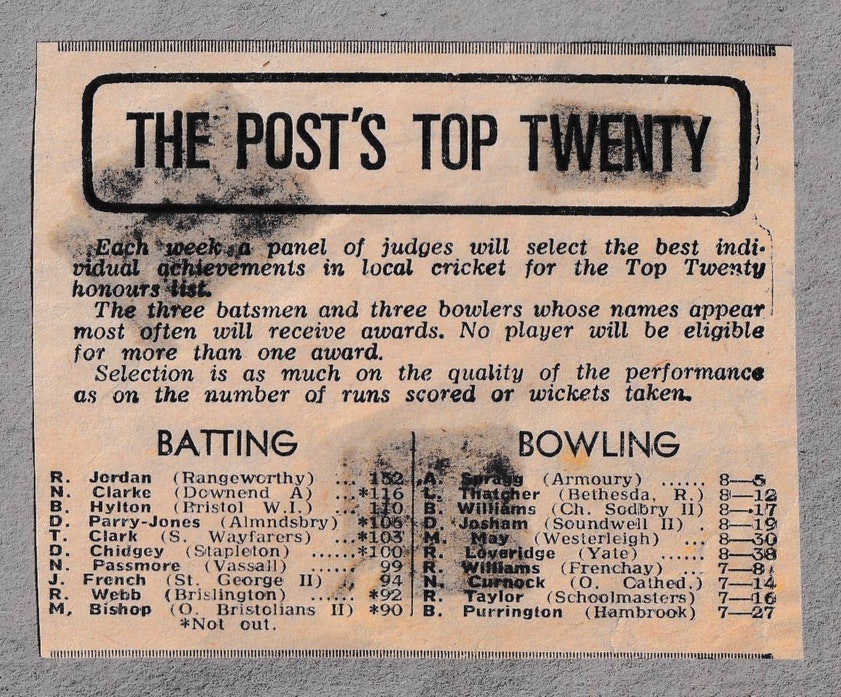 THE POST'S TOP TWENTY
Each week a panel of judges will select the best indi-
vidual achievements in local cricket for the Top Twenty
honours list.
The three batsmen and three bowlers whose names appear
most often will receive awards. No player will be eligible
for more than one award.
Selection is as much on the quality of the performance
as on the number of runs scored or wickets taken.
BATTING
R. Jordan (Rangeworthy) ... 152
N. Clarke (Downend A) ...*116
B. Hylton (Bristol W.I.) ... 110
D. Parry-Jones (Almndsbry)
T. Clark (S. Wayfarers) ...*103
D. Chidgey (Stapleton) ......*100
N. Passmore (Vassall) ...... 99
J. French (St. George II) ... 94
R. Webb (Brislington) ...... *92
M. Bishop (O. Bristolians II) *90
*Not out.
BOWLING
A. Spragg (Armoury) ...... 8—5
L. Thatcher (Bethesda, R.) 8—12
B. Williams (Ch. Sodbry II) 8—17
D. Josham (Soundwell II) . 8—19
M. May (Westerleigh) ... 8—30
R. Loveridge (Yate) ...... 8—38
R. Williams (Frenchay) ...
N. Curnock (O. Cathed.) 7—14
R. Taylor (Schoolmasters) 7—16
B. Purrington (Hambrook) 7—27